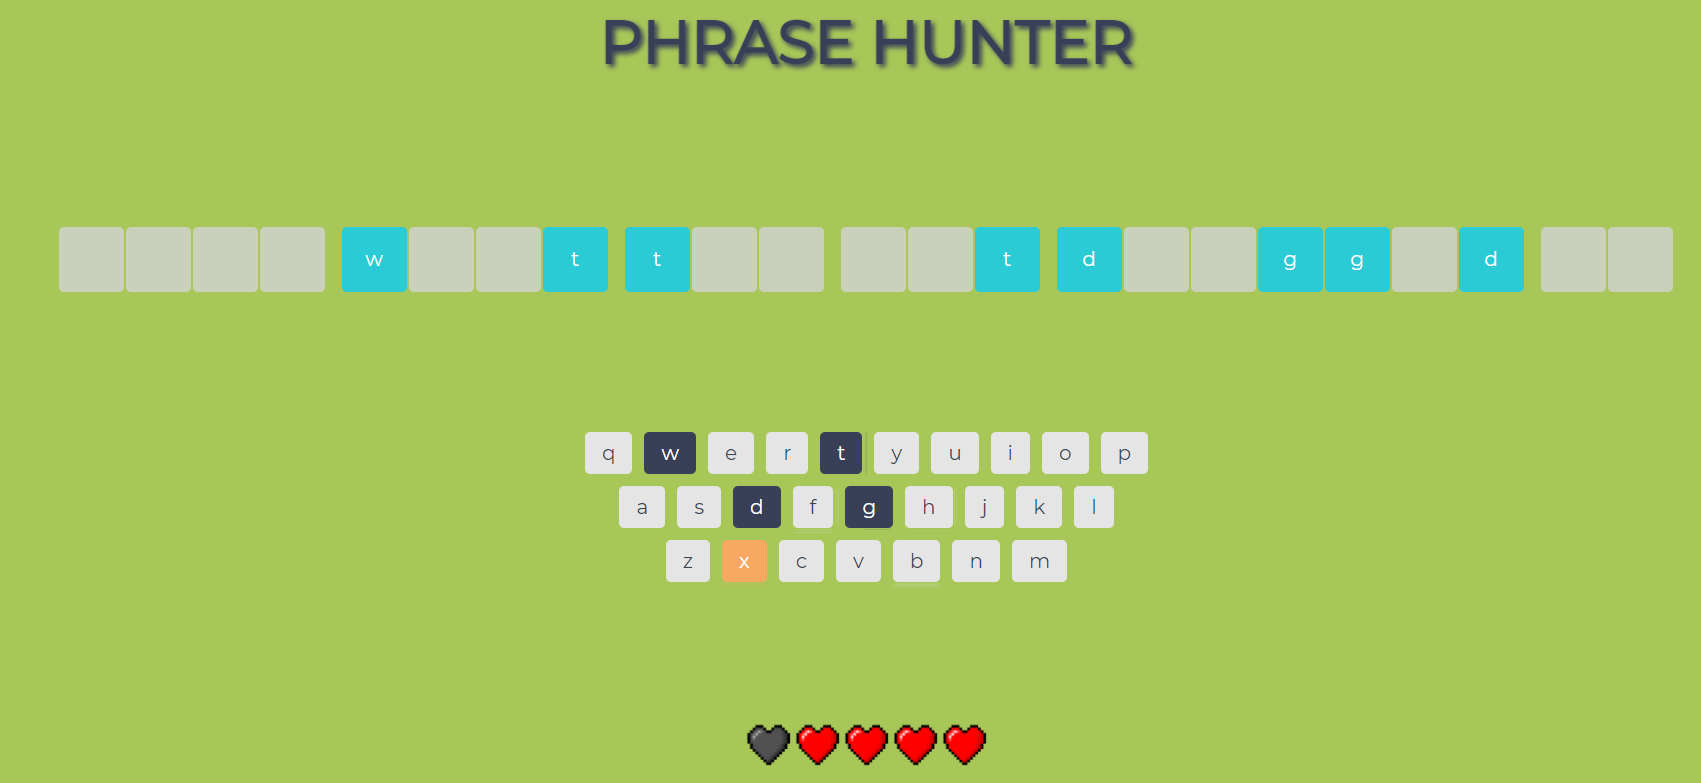 PHRASE HUNTER
w t t t d g g d
q w e r t y u i o p
a s d f g h j k l
z x c v b n m